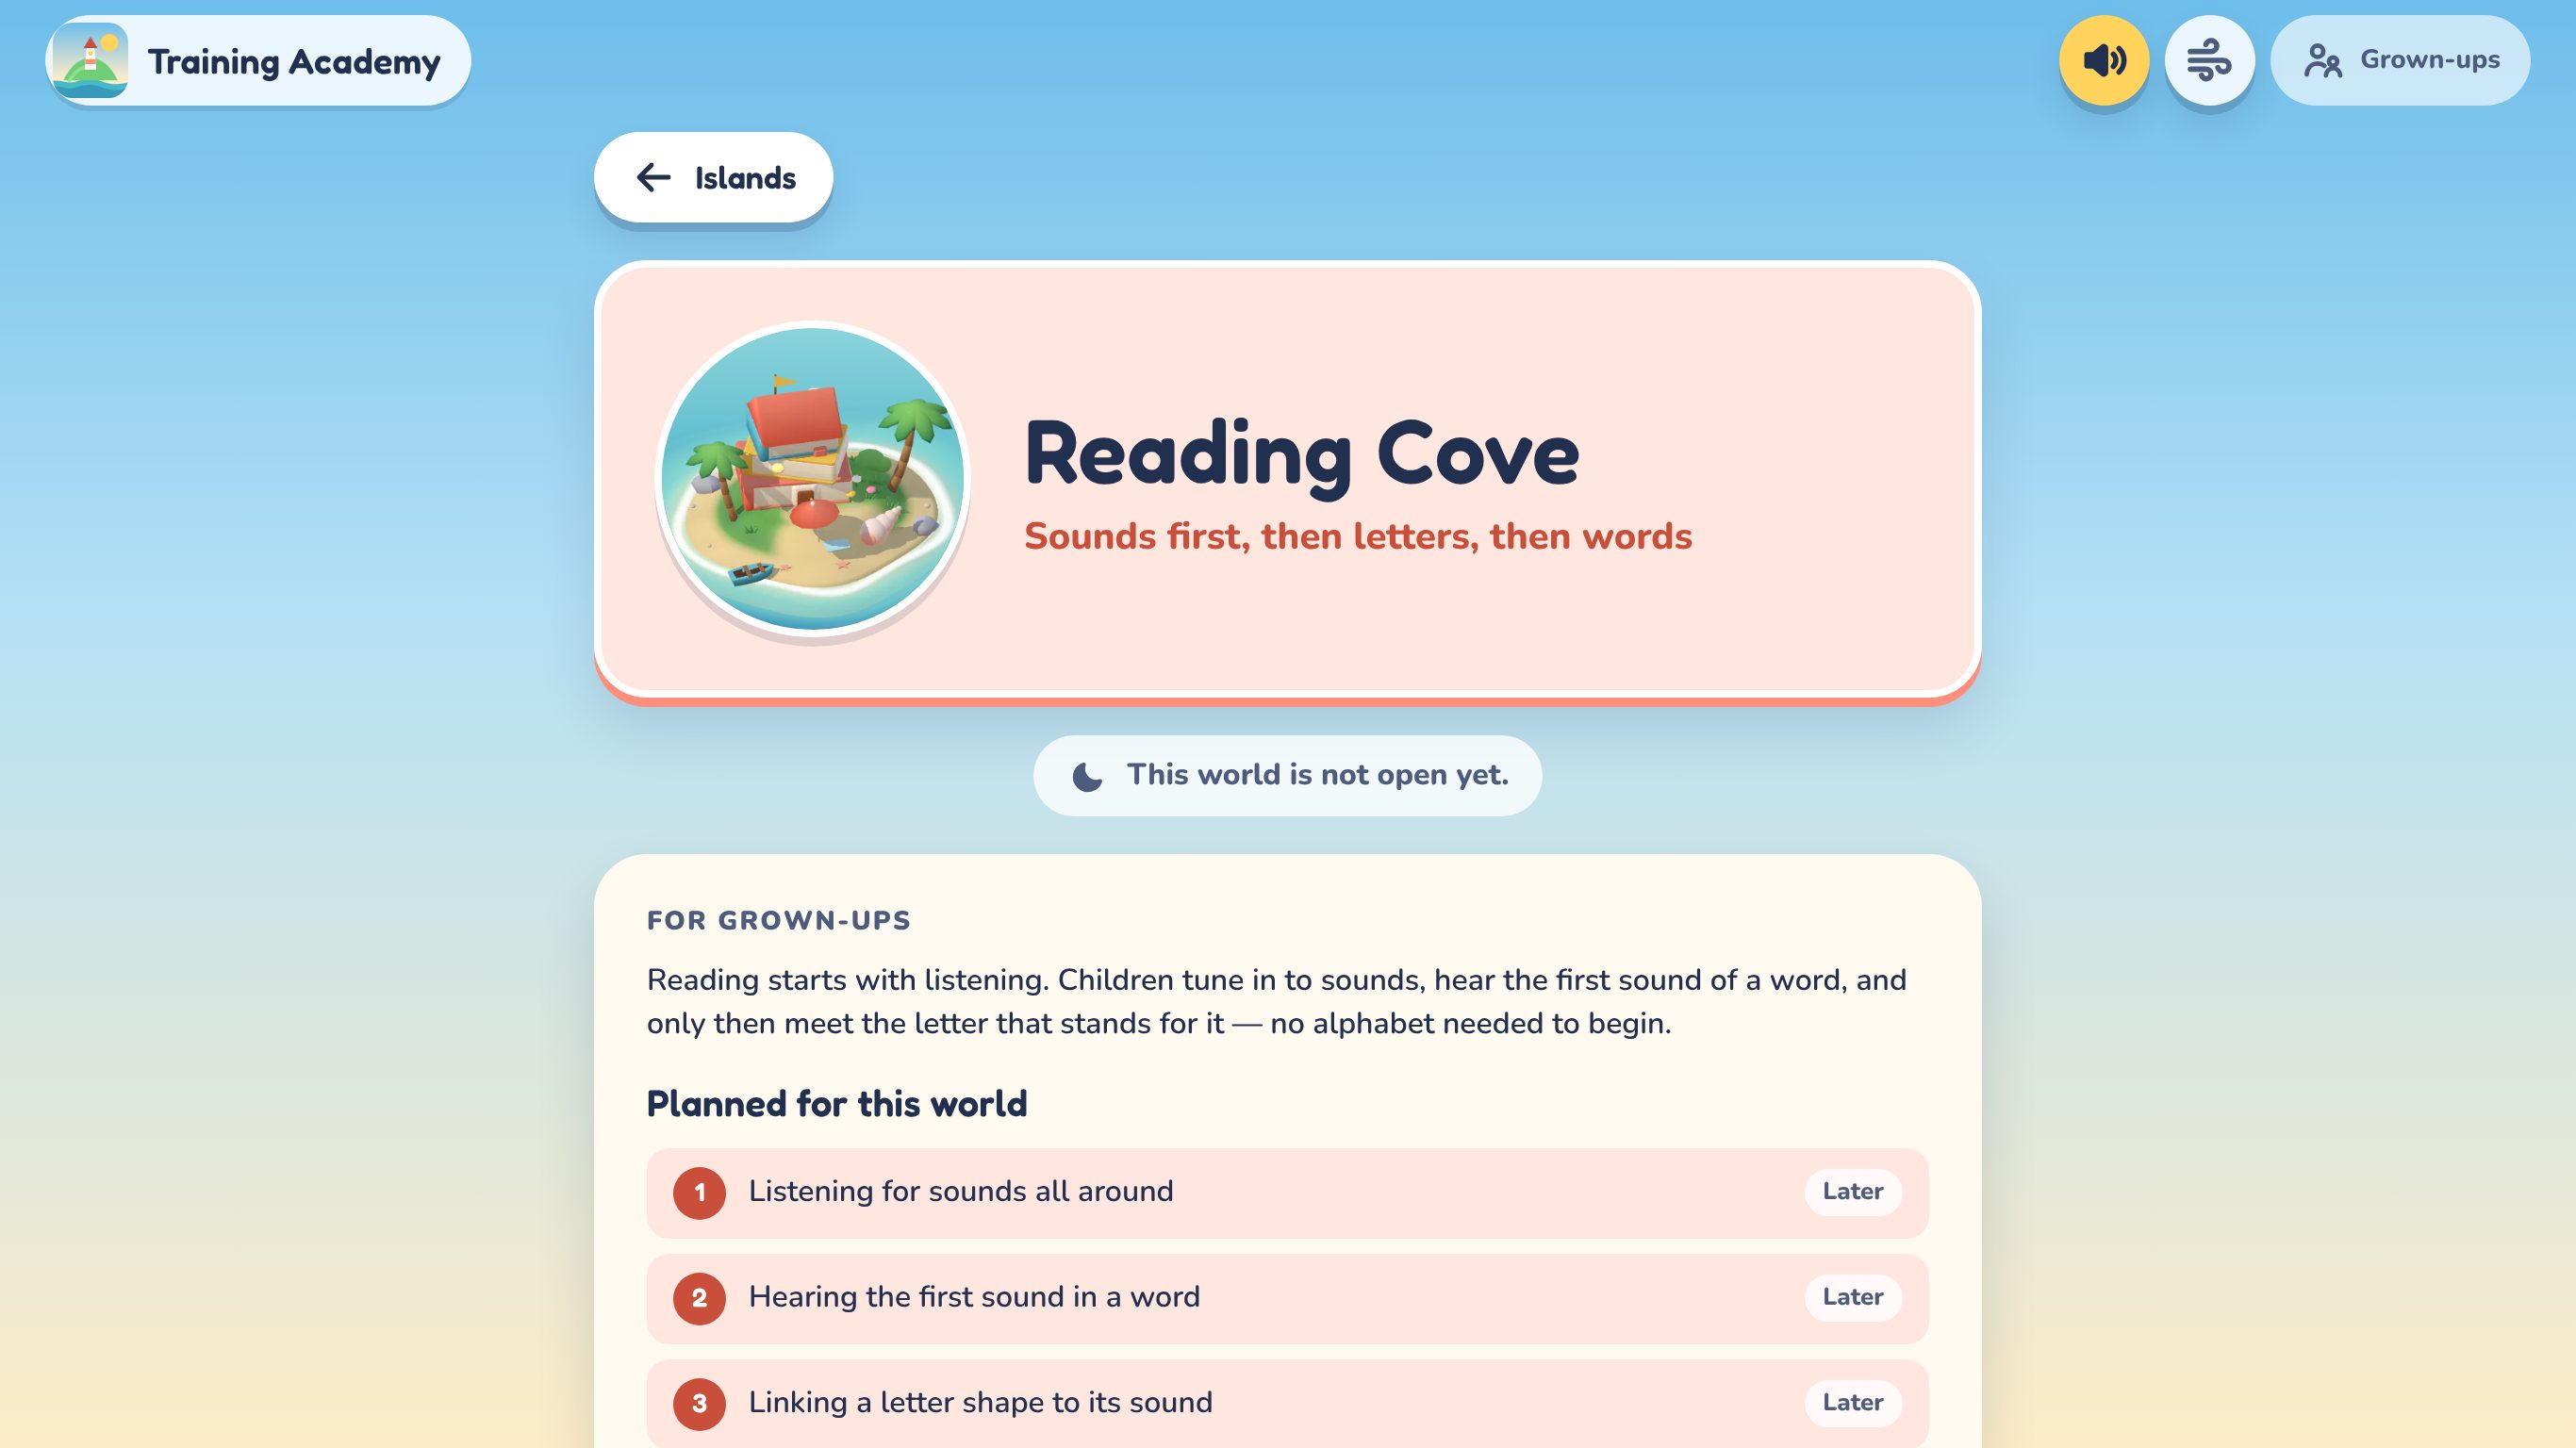 Training Academy
Grown-ups
Islands
Reading Cove
Sounds first, then letters, then words
This world is not open yet.
FOR GROWN-UPS
Reading starts with listening. Children tune in to sounds, hear the first sound of a word, and
only then meet the letter that stands for it — no alphabet needed to begin.
Planned for this world
1 Listening for sounds all around Later
2 Hearing the first sound in a word Later
3 Linking a letter shape to its sound Later